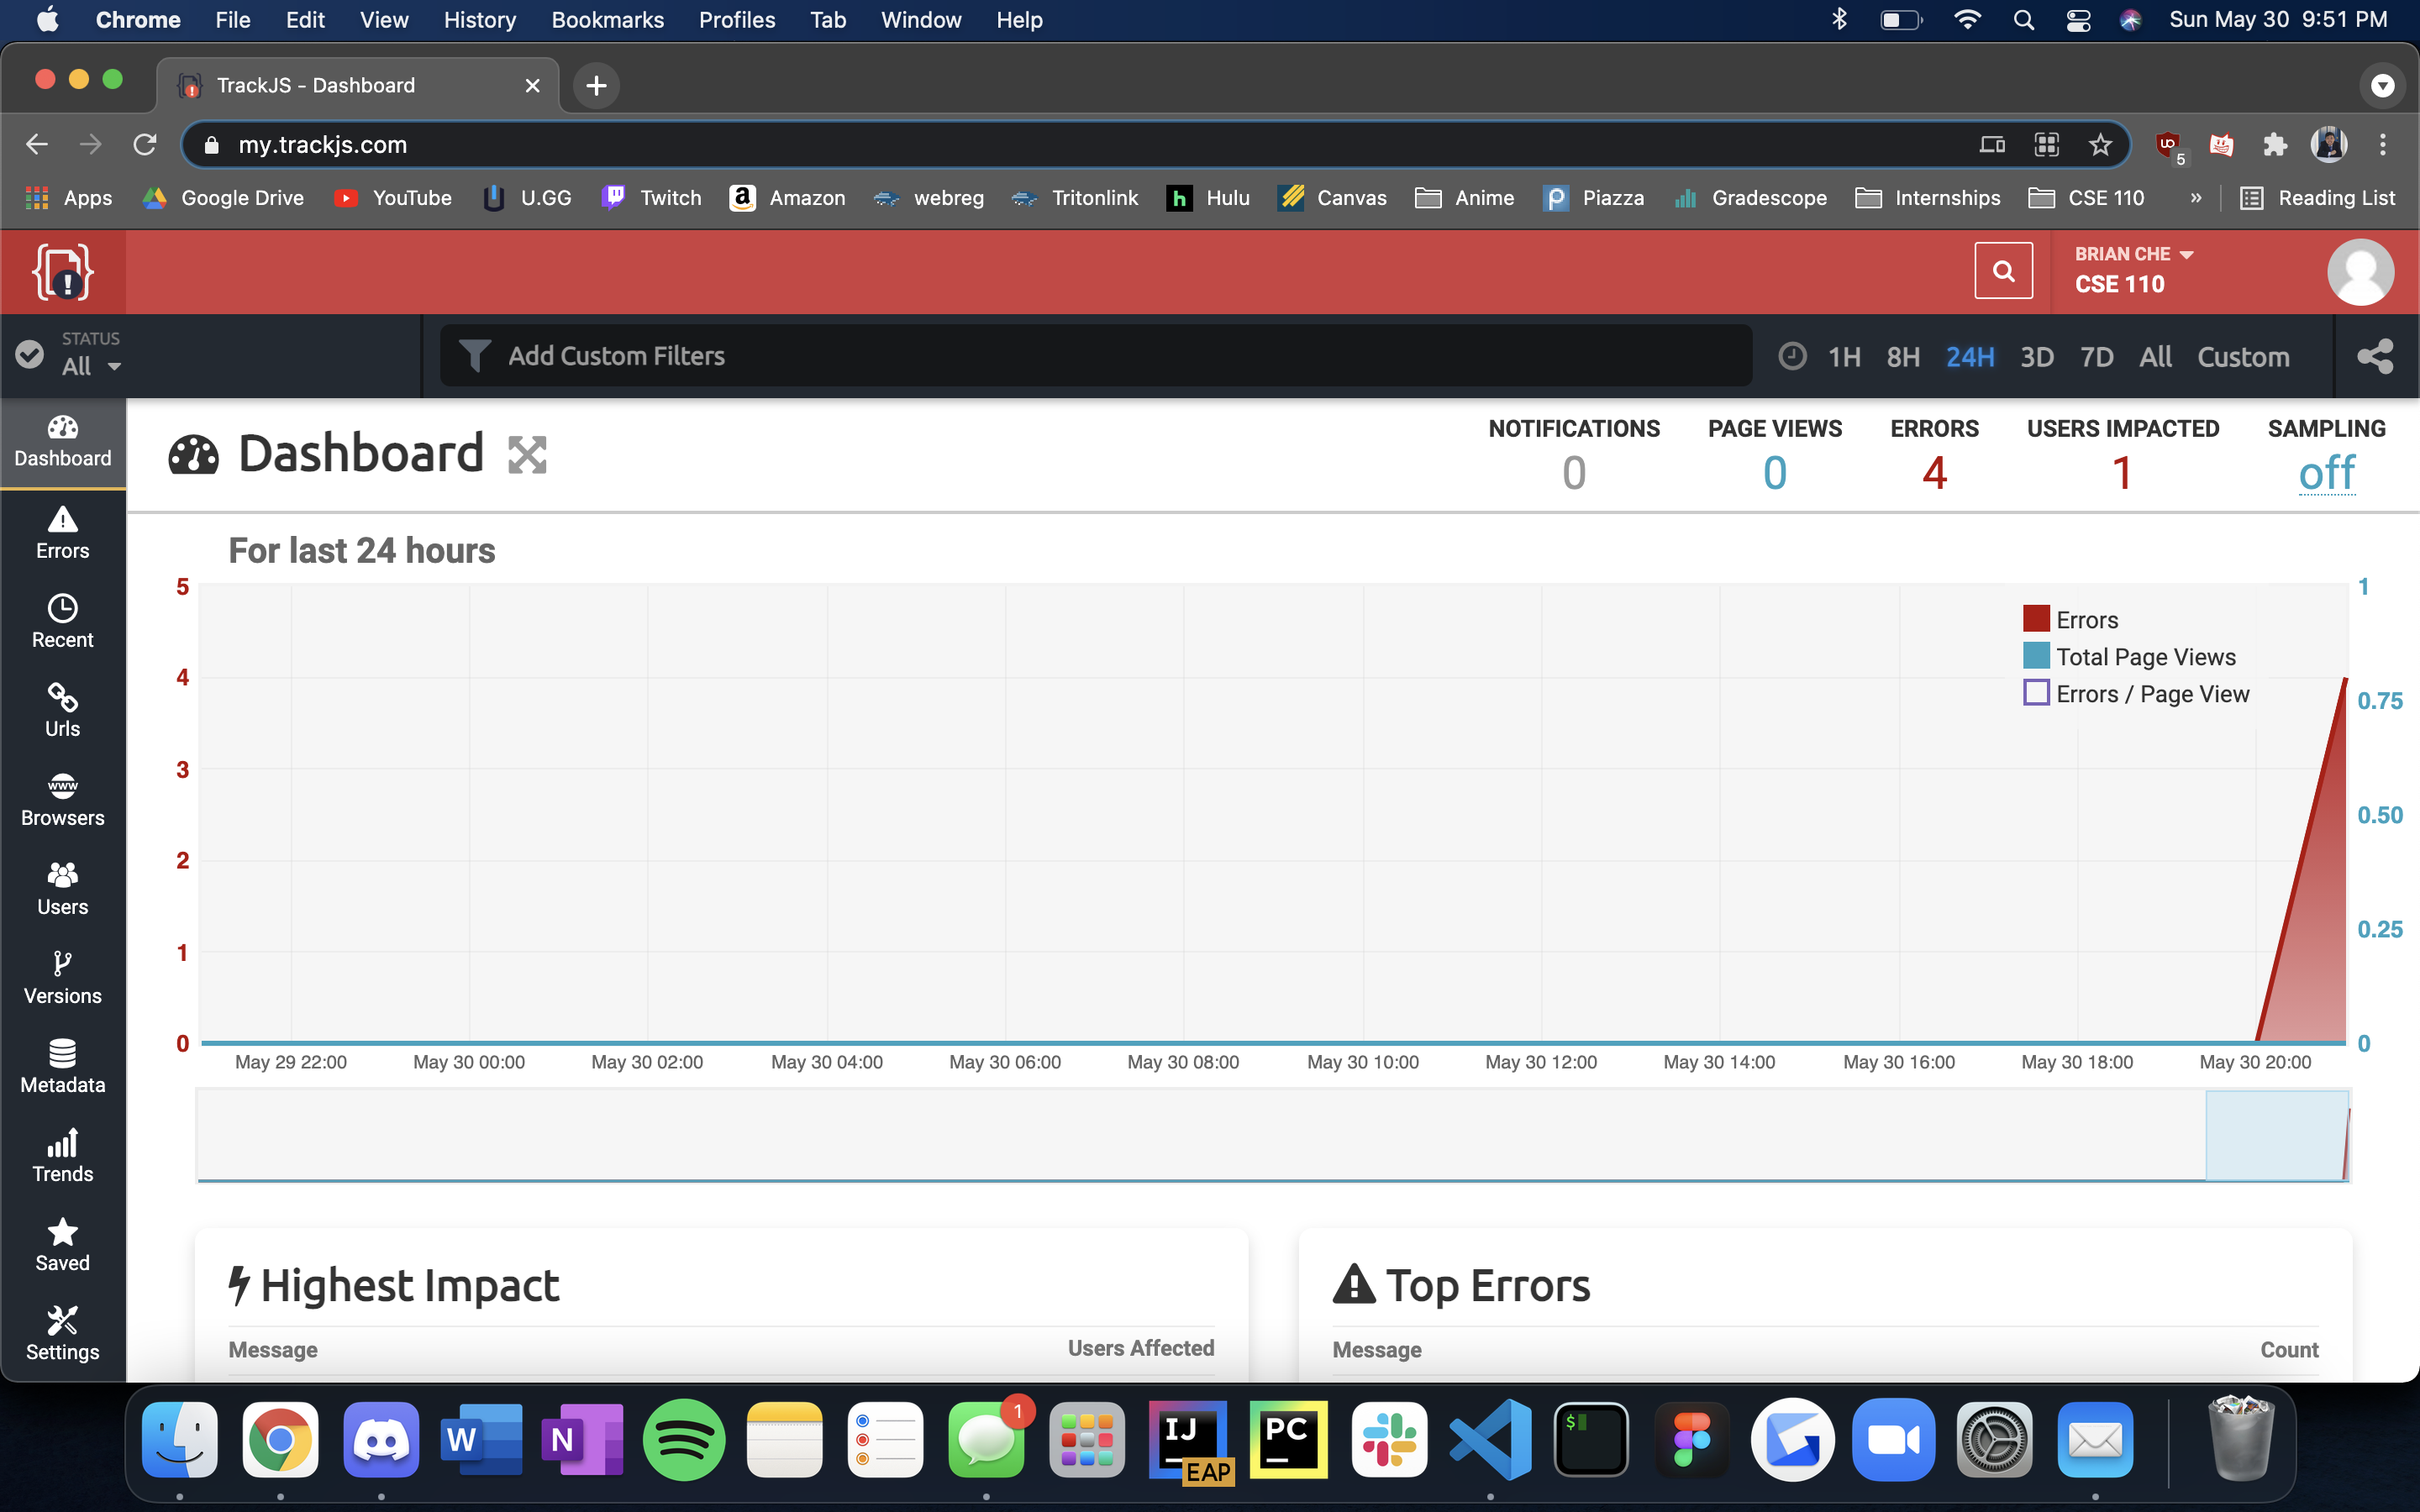 Chrome File Edit View History Bookmarks Profiles Tab Window Help Sun May 30 9:51 PM
TrackJS - Dashboard
my.trackjs.com
5
Apps Google Drive YouTube U.GG Twitch Amazon webreg Tritonlink Hulu Canvas Anime Piazza Gradescope Internships CSE 110 » Reading List
BRIAN CHE
CSE 110
STATUS
All
Add Custom Filters
1H 8H 24H 3D 7D All Custom
Dashboard
Errors
Recent
Urls
Browsers
Users
Versions
Metadata
Trends
Saved
Settings
Dashboard
NOTIFICATIONS PAGE VIEWS ERRORS USERS IMPACTED SAMPLING
0 0 4 1 off
For last 24 hours
5
4
3
2
1
0
1
0.75
0.50
0.25
0
Errors
Total Page Views
Errors / Page View
May 29 22:00 May 30 00:00 May 30 02:00 May 30 04:00 May 30 06:00 May 30 08:00 May 30 10:00 May 30 12:00 May 30 14:00 May 30 16:00 May 30 18:00 May 30 20:00
Highest Impact
Message Users Affected
Top Errors
Message Count
W
N
1
IJ
EAP
PC
$